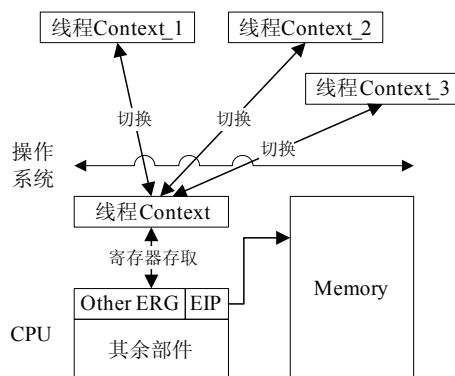 线程Context_1
线程Context_2
线程Context_3
切换
切换
切换
操作
系统
线程Context
寄存器存取
Other ERG
EIP
Memory
CPU
其余部件